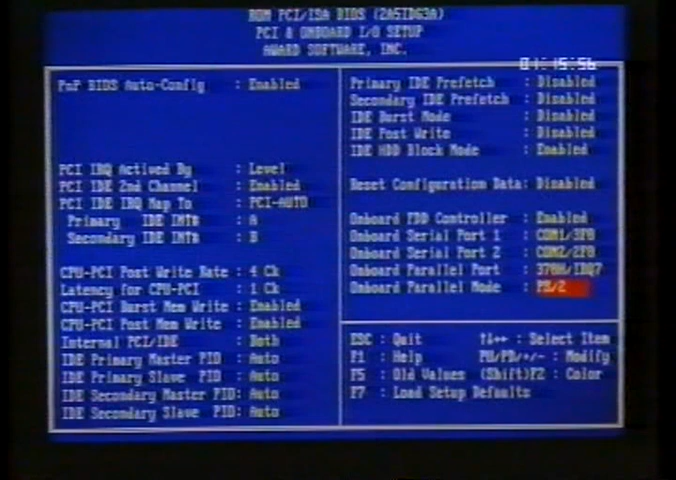 ROM PCI/ISA BIOS (2A5IDG3A)
PCI & ONBOARD I/O SETUP
AWARD SOFTWARE, INC.
01:15:56
PnP BIOS Auto-Config : Enabled
PCI IRQ Actived By : Level
PCI IDE 2nd Channel : Enabled
PCI IDE IRQ Map To : PCI-AUTO
Primary IDE INT# : A
Secondary IDE INT# : B
CPU-PCI Post Write Rate : 4 Ck
Latency for CPU-PCI : 1 Ck
CPU-PCI Burst Mem Write : Enabled
CPU-PCI Post Mem Write : Enabled
Internal PCI/IDE : Both
IDE Primary Master PIO : Auto
IDE Primary Slave PIO : Auto
IDE Secondary Master PIO: Auto
IDE Secondary Slave PIO: Auto
Primary IDE Prefetch : Disabled
Secondary IDE Prefetch : Disabled
IDE Burst Mode : Disabled
IDE Post Write : Disabled
IDE HDD Block Mode : Enabled
Reset Configuration Data: Disabled
Onboard FDD Controller : Enabled
Onboard Serial Port 1 : COM1/3F8
Onboard Serial Port 2 : COM2/2F8
Onboard Parallel Port : 378H/IRQ7
Onboard Parallel Mode : PS/2
ESC : Quit ↑↓→← : Select Item
F1 : Help PU/PD/+/- : Modify
F5 : Old Values (Shift)F2 : Color
F7 : Load Setup Defaults